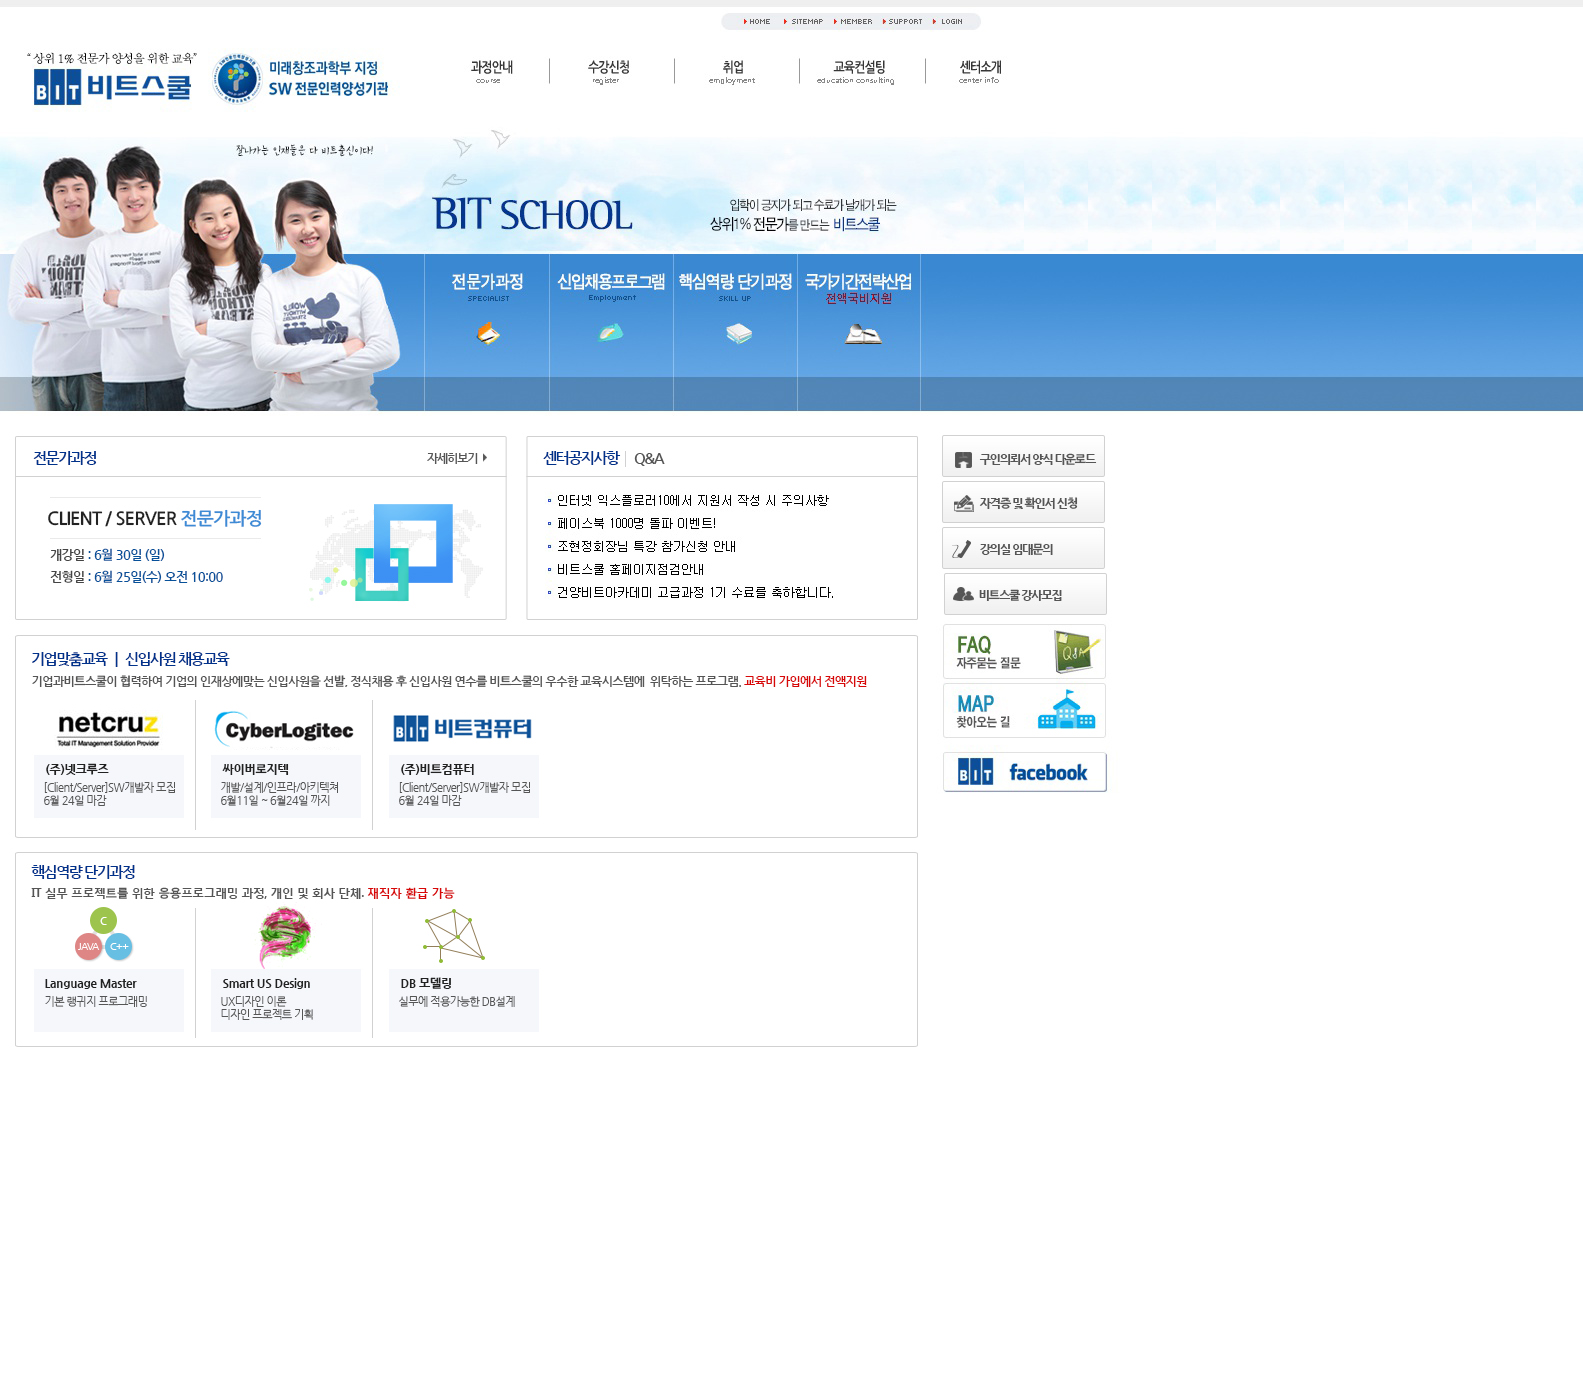 HOME SITEMAP MEMBER SUPPORT LOGIN
“ 상위 1% 전문가 양성을 위한 교육”
BIT 비트스쿨
미래창조과학부 지정
SW 전문인력양성기관
과정안내 수강신청 취업 교육컨설팅 센터소개
course register employment education consulting center info
잘나가는 인재들은 다 비트출신이다!
BIT SCHOOL
입학이 긍지가 되고 수료가 날개가 되는
상위1% 전문가를 만드는 비트스쿨
전문가과정 신입채용프로그램 핵심역량 단기과정 국가기간전략산업
SPECIALIST Employment SKILL UP 전액국비지원
전문가과정 자세히보기
CLIENT / SERVER 전문가과정
개강일 : 6월 30일 (일)
전형일 : 6월 25일(수) 오전 10:00
센터공지사항 Q&A
인터넷 익스플로러10에서 지원서 작성 시 주의사항
페이스북 1000명 돌파 이벤트!
조현정회장님 특강 참가신청 안내
비트스쿨 홈페이지점검안내
건양비트아카데미 고급과정 1기 수료를 축하합니다.
구인의뢰서 양식 다운로드
자격증 및 확인서 신청
강의실 임대문의
비트스쿨 강사모집
FAQ
자주묻는 질문
Q&A
MAP
찾아오는 길
BIT facebook
기업맞춤교육 | 신입사원 채용교육
기업과비트스쿨이 협력하여 기업의 인재상에맞는 신입사원을 선발, 정식채용 후 신입사원 연수를 비트스쿨의 우수한 교육시스템에 위탁하는 프로그램. 교육비 가입에서 전액지원
netcruz
Total IT Management Solution Provider
(주)넷크루즈
[Client/Server]SW개발자 모집
6월 24일 마감
CyberLogitec
싸이버로지텍
개발/설계/인프라/아키텍쳐
6월11일 ~ 6월24일 까지
BIT 비트컴퓨터
(주)비트컴퓨터
[Client/Server]SW개발자 모집
6월 24일 마감
핵심역량 단기과정
IT 실무 프로젝트를 위한 응용프로그래밍 과정, 개인 및 회사 단체. 재직자 환급 가능
C
JAVA C++
Language Master
기본 랭귀지 프로그래밍
Smart US Design
UX디자인 이론
디자인 프로젝트 기획
DB 모델링
실무에 적용가능한 DB설계